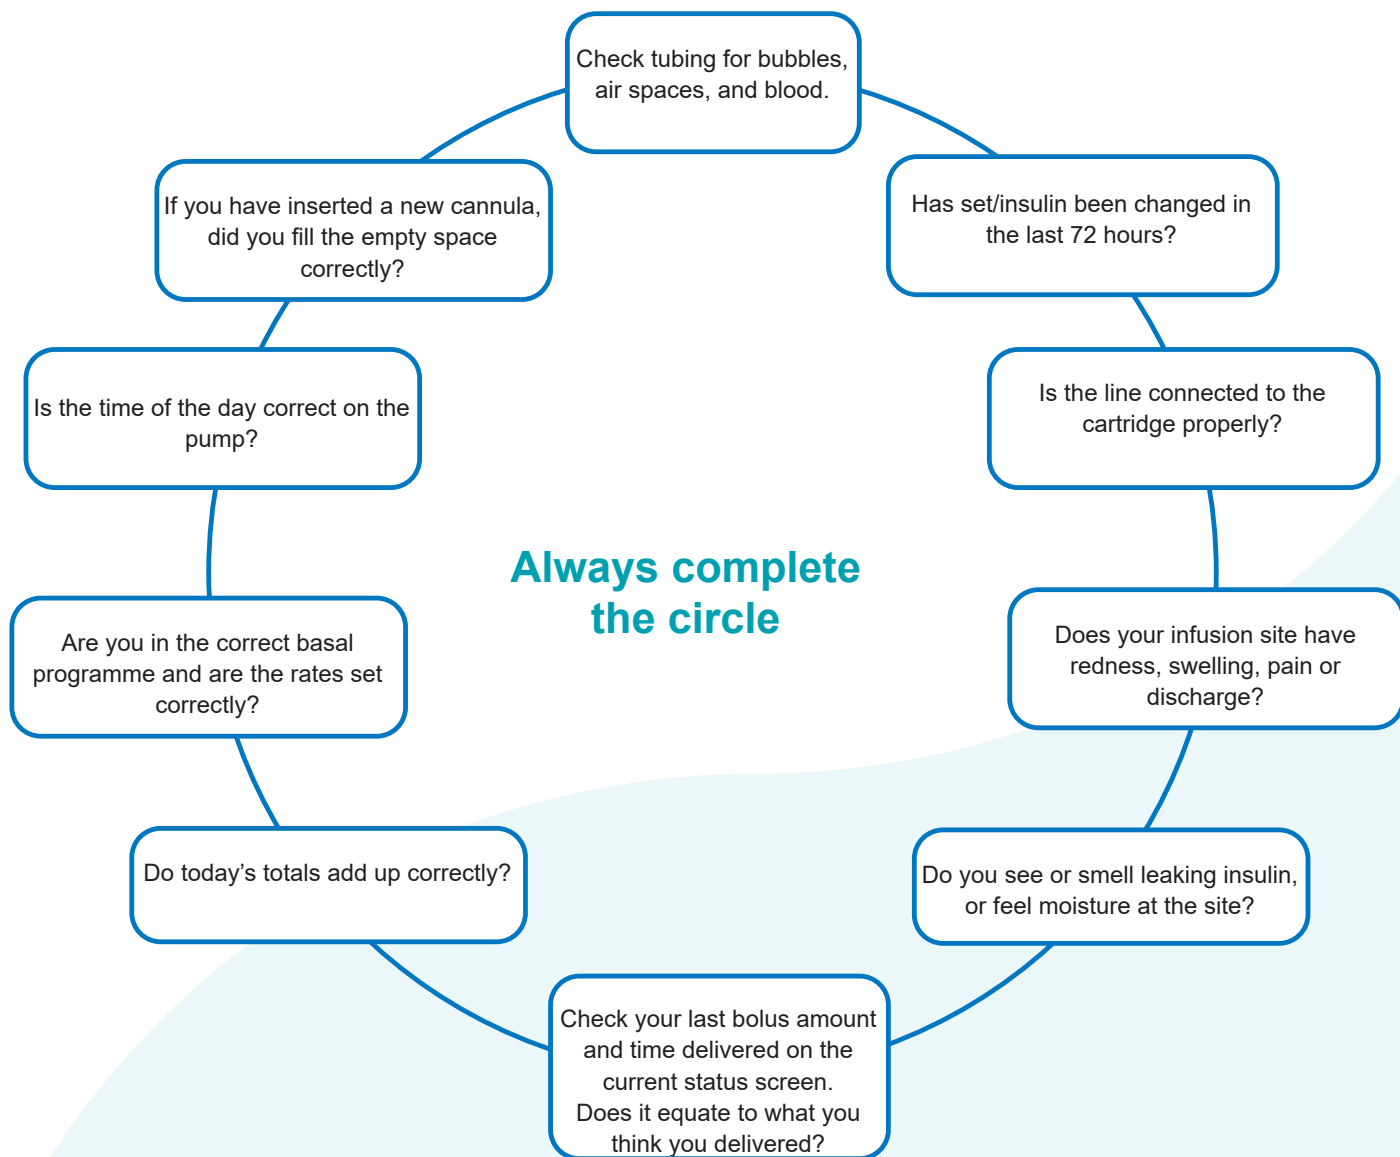 Check tubing for bubbles,
air spaces, and blood.
Has set/insulin been changed in
the last 72 hours?
Is the line connected to the
cartridge properly?
Does your infusion site have
redness, swelling, pain or
discharge?
Do you see or smell leaking insulin,
or feel moisture at the site?
Check your last bolus amount
and time delivered on the
current status screen.
Does it equate to what you
think you delivered?
Do today’s totals add up correctly?
Are you in the correct basal
programme and are the rates set
correctly?
Is the time of the day correct on the
pump?
If you have inserted a new cannula,
did you fill the empty space
correctly?
Always complete
the circle